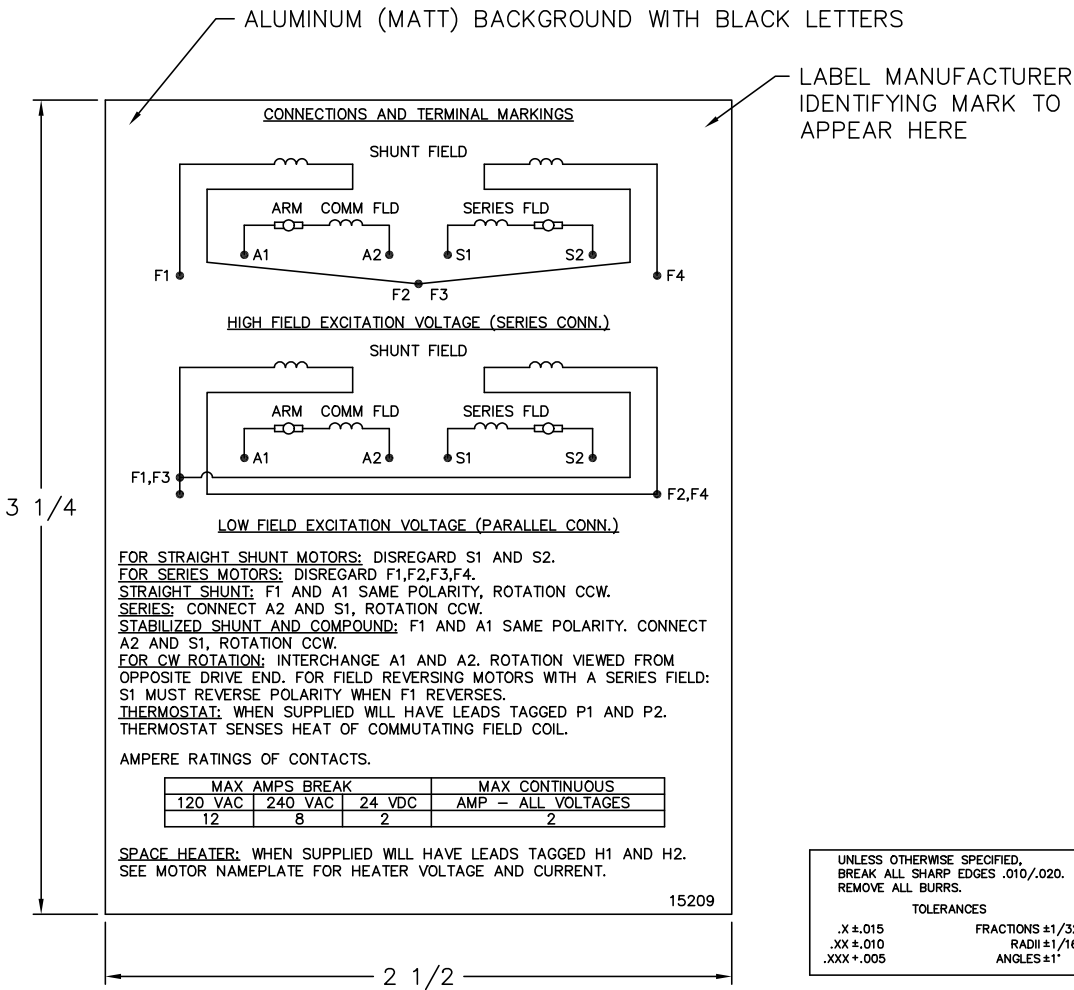 ALUMINUM (MATT) BACKGROUND WITH BLACK LETTERS
LABEL MANUFACTURER
IDENTIFYING MARK TO
APPEAR HERE
CONNECTIONS AND TERMINAL MARKINGS
SHUNT FIELD
ARM COMM FLD SERIES FLD
A1 A2 S1 S2
F1 F4
F2 F3
HIGH FIELD EXCITATION VOLTAGE (SERIES CONN.)
SHUNT FIELD
ARM COMM FLD SERIES FLD
A1 A2 S1 S2
F1,F3
F2,F4
3 1/4
LOW FIELD EXCITATION VOLTAGE (PARALLEL CONN.)
FOR STRAIGHT SHUNT MOTORS: DISREGARD S1 AND S2.
FOR SERIES MOTORS: DISREGARD F1,F2,F3,F4.
STRAIGHT SHUNT: F1 AND A1 SAME POLARITY, ROTATION CCW.
SERIES: CONNECT A2 AND S1, ROTATION CCW.
STABILIZED SHUNT AND COMPOUND: F1 AND A1 SAME POLARITY. CONNECT
A2 AND S1, ROTATION CCW.
FOR CW ROTATION: INTERCHANGE A1 AND A2. ROTATION VIEWED FROM
OPPOSITE DRIVE END. FOR FIELD REVERSING MOTORS WITH A SERIES FIELD:
S1 MUST REVERSE POLARITY WHEN F1 REVERSES.
THERMOSTAT: WHEN SUPPLIED WILL HAVE LEADS TAGGED P1 AND P2.
THERMOSTAT SENSES HEAT OF COMMUTATING FIELD COIL.
AMPERE RATINGS OF CONTACTS.
MAX AMPS BREAK MAX CONTINUOUS
120 VAC 240 VAC 24 VDC AMP – ALL VOLTAGES
12 8 2 2
SPACE HEATER: WHEN SUPPLIED WILL HAVE LEADS TAGGED H1 AND H2.
SEE MOTOR NAMEPLATE FOR HEATER VOLTAGE AND CURRENT.
15209
2 1/2
UNLESS OTHERWISE SPECIFIED,
BREAK ALL SHARP EDGES .010/.020.
REMOVE ALL BURRS.
TOLERANCES
.X ±.015 FRACTIONS ±1/32
.XX ±.010 RADII ±1/16
.XXX +.005 ANGLES ±1°